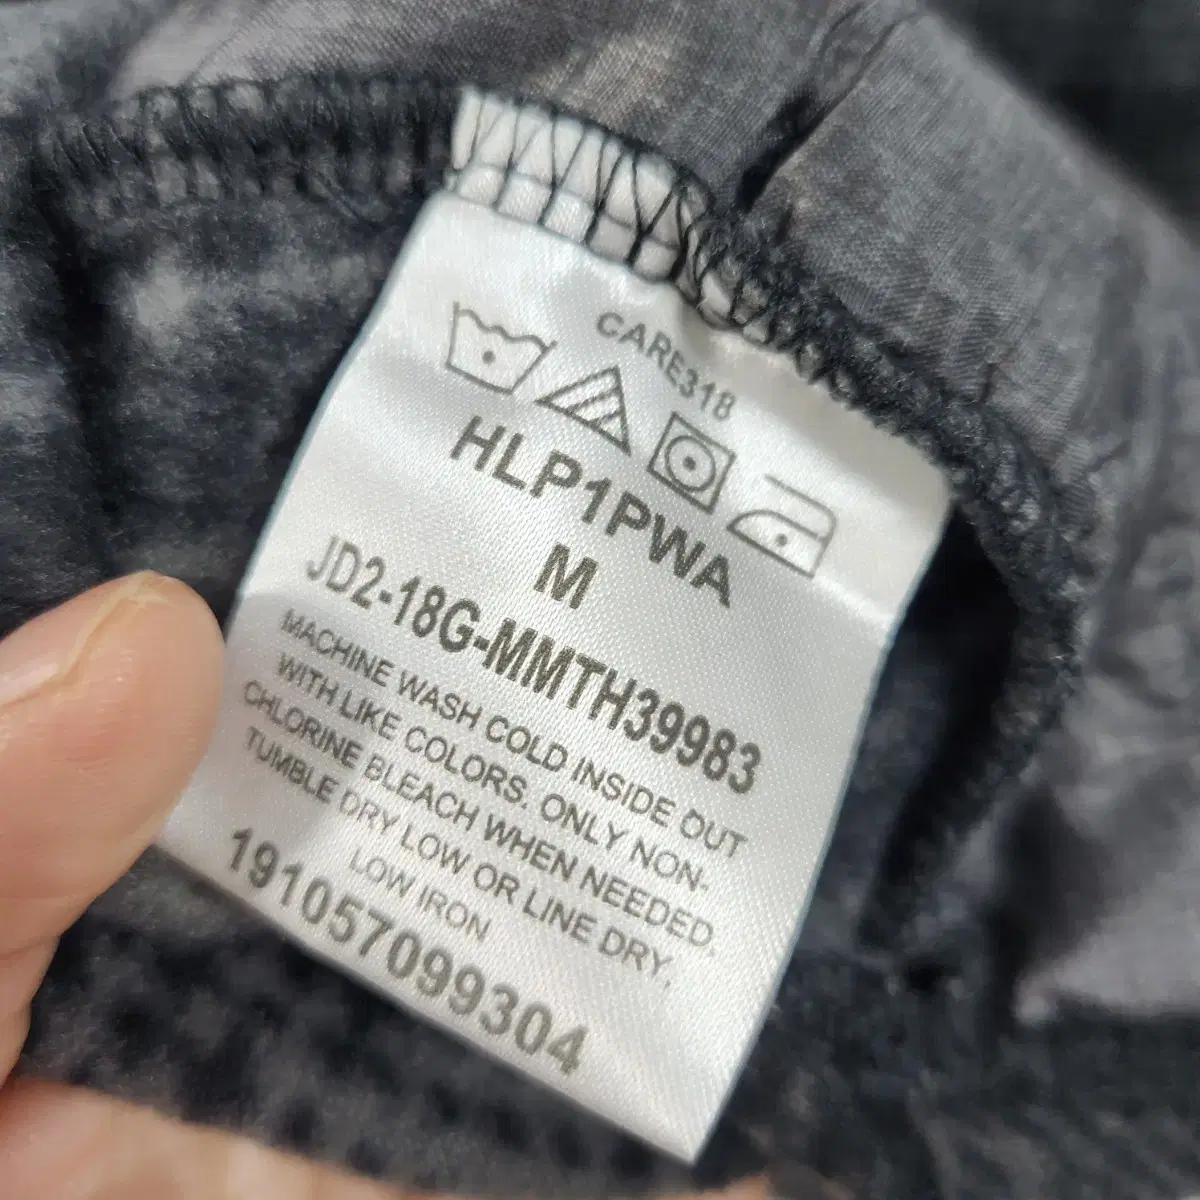 CARE318
HLP1PWA
M
JD2-18G-MMTH39983
MACHINE WASH COLD INSIDE OUT
WITH LIKE COLORS. ONLY NON-
CHLORINE BLEACH WHEN NEEDED.
TUMBLE DRY LOW OR LINE DRY,
LOW IRON
191057099304